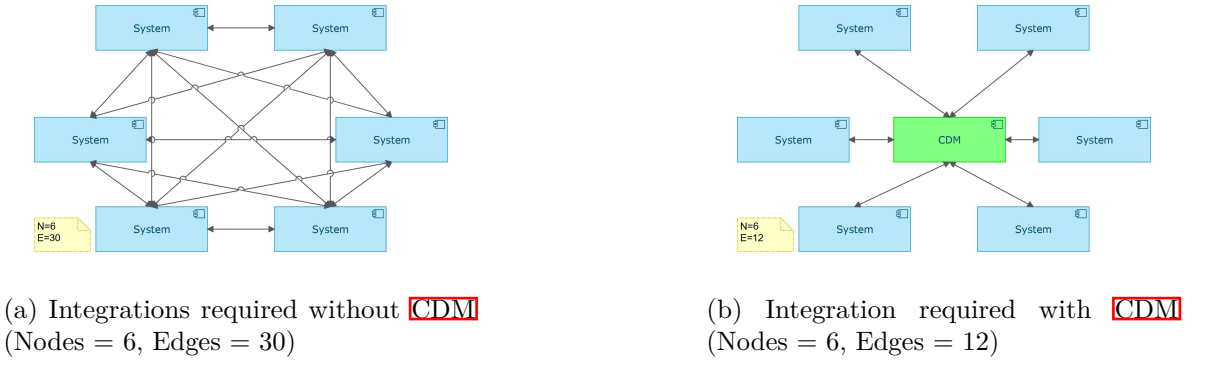 System
System
System
System
N=6
E=30
System
System
(a) Integrations required without CDM
(Nodes = 6, Edges = 30)
System
System
System
CDM
System
N=6
E=12
System
System
(b) Integration required with CDM
(Nodes = 6, Edges = 12)